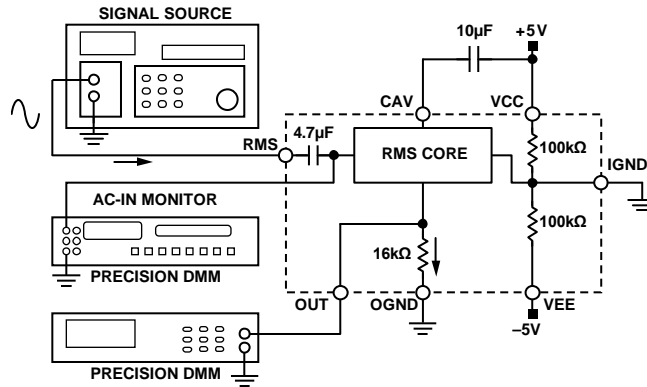 SIGNAL SOURCE
10µF
+5V
CAV
VCC
4.7µF
RMS
100kΩ
RMS CORE
IGND
AC-IN MONITOR
100kΩ
16kΩ
PRECISION DMM
OUT
OGND
VEE
–5V
PRECISION DMM